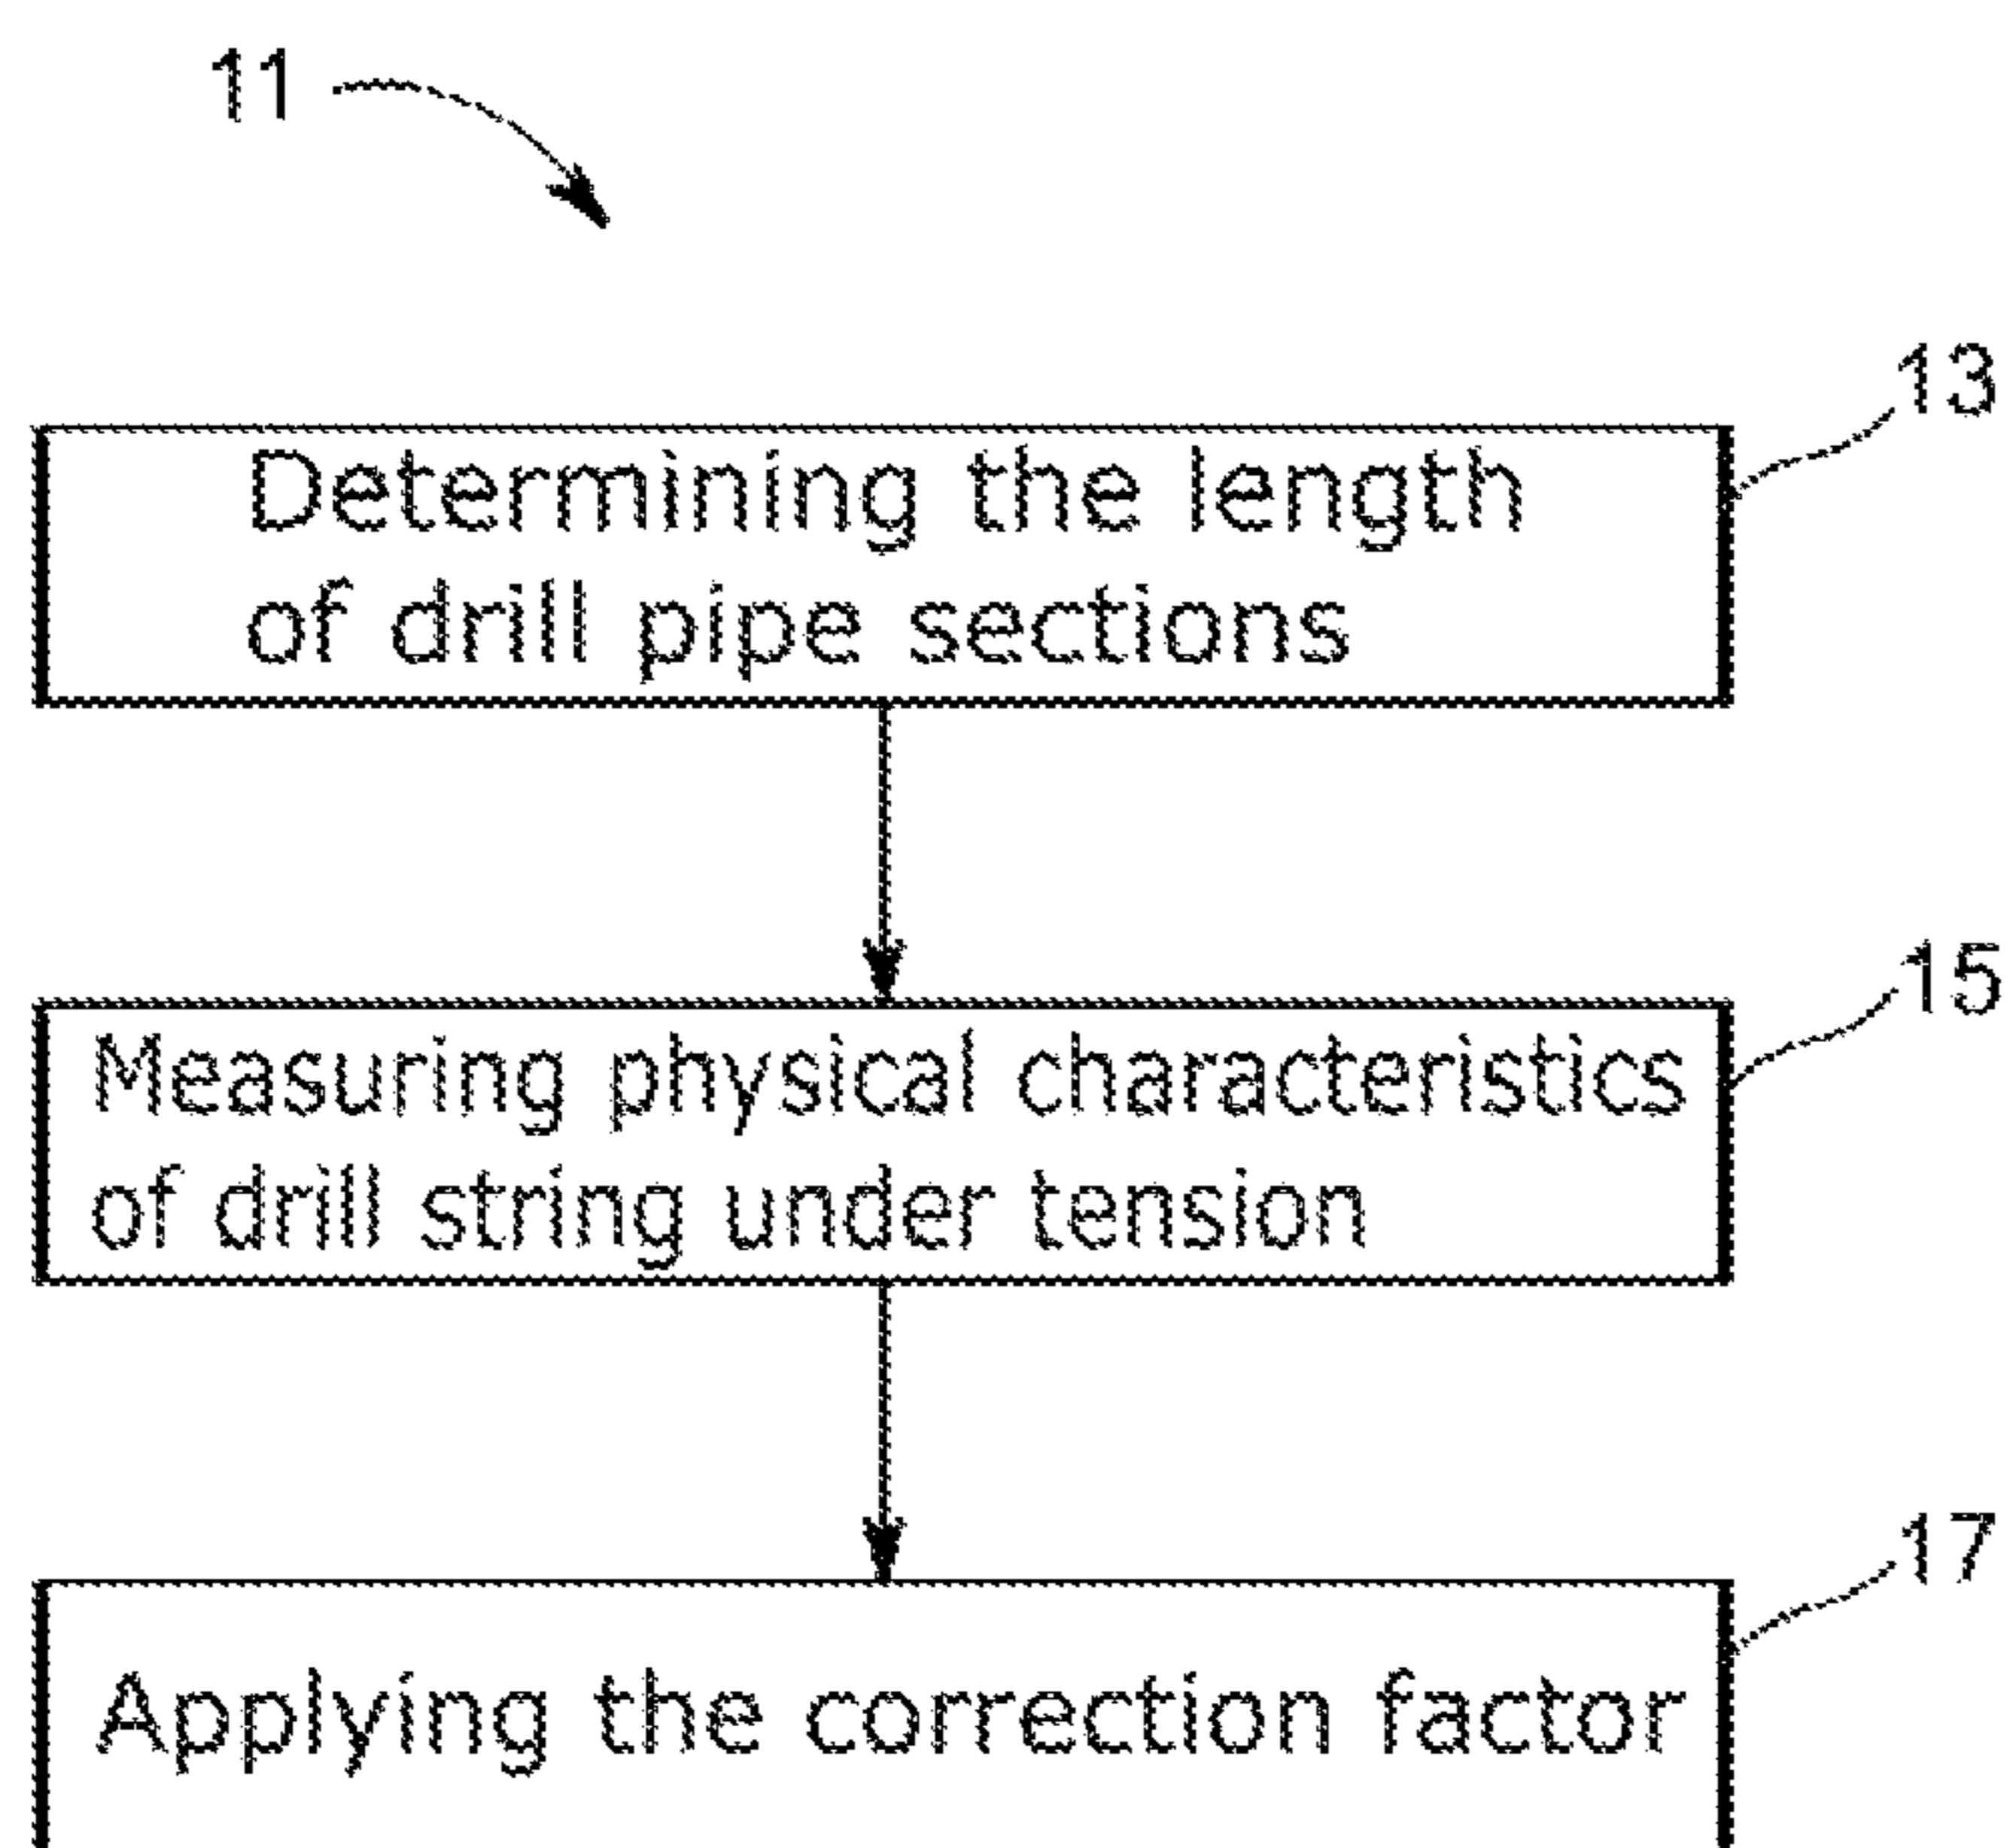 11
13
Determining the length
of drill pipe sections
15
Measuring physical characteristics
of drill string under tension
17
Applying the correction factor